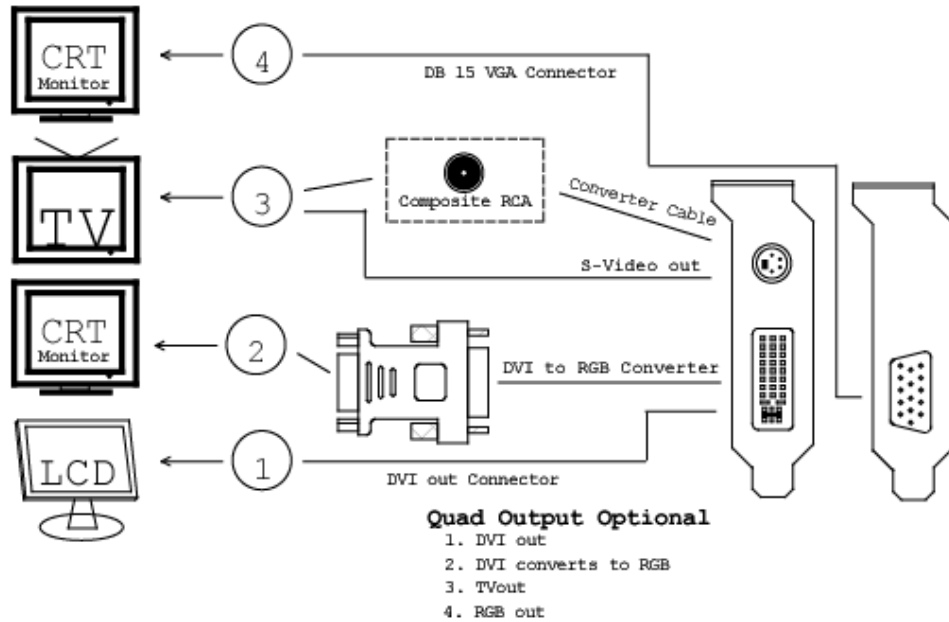 CRT
Monitor
4
DB 15 VGA Connector
TV
3
Composite RCA
Converter Cable
S-Video out
CRT
Monitor
2
DVI to RGB Converter
LCD
1
DVI out Connector
Quad Output Optional
1. DVI out
2. DVI converts to RGB
3. TVout
4. RGB out